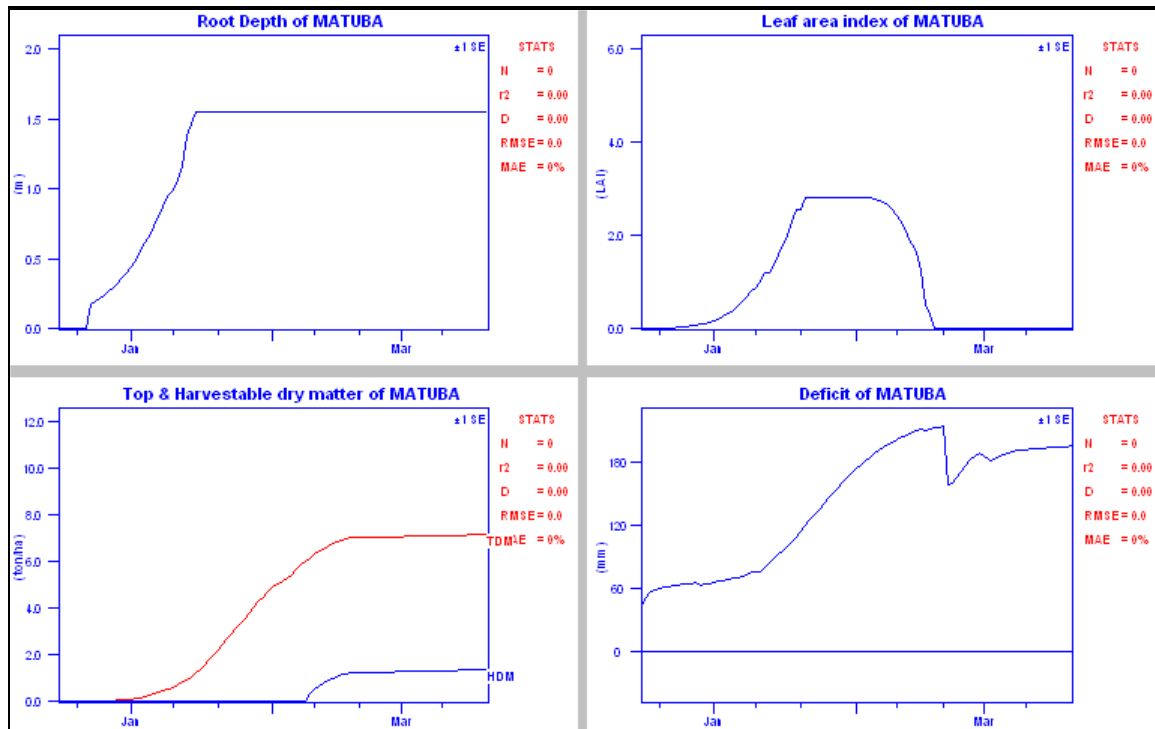 Root Depth of MATUBA
±1 SE
STATS
N = 0
r2 = 0.00
D = 0.00
RMSE = 0.0
MAE = 0%
2.0
1.5
1.0
0.5
0.0
(m)
Jan
Mar
Leaf area index of MATUBA
±1 SE
STATS
N = 0
r2 = 0.00
D = 0.00
RMSE = 0.0
MAE = 0%
6.0
4.0
2.0
0.0
(LAI)
Jan
Mar
Top & Harvestable dry matter of MATUBA
±1 SE
STATS
N = 0
r2 = 0.00
D = 0.00
RMSE = 0.0
TDM AE = 0%
HDM
12.0
10.0
8.0
6.0
4.0
2.0
0.0
(ton/ha)
Jan
Mar
Deficit of MATUBA
±1 SE
STATS
N = 0
r2 = 0.00
D = 0.00
RMSE = 0.0
MAE = 0%
180
120
60
0
(mm)
Jan
Mar